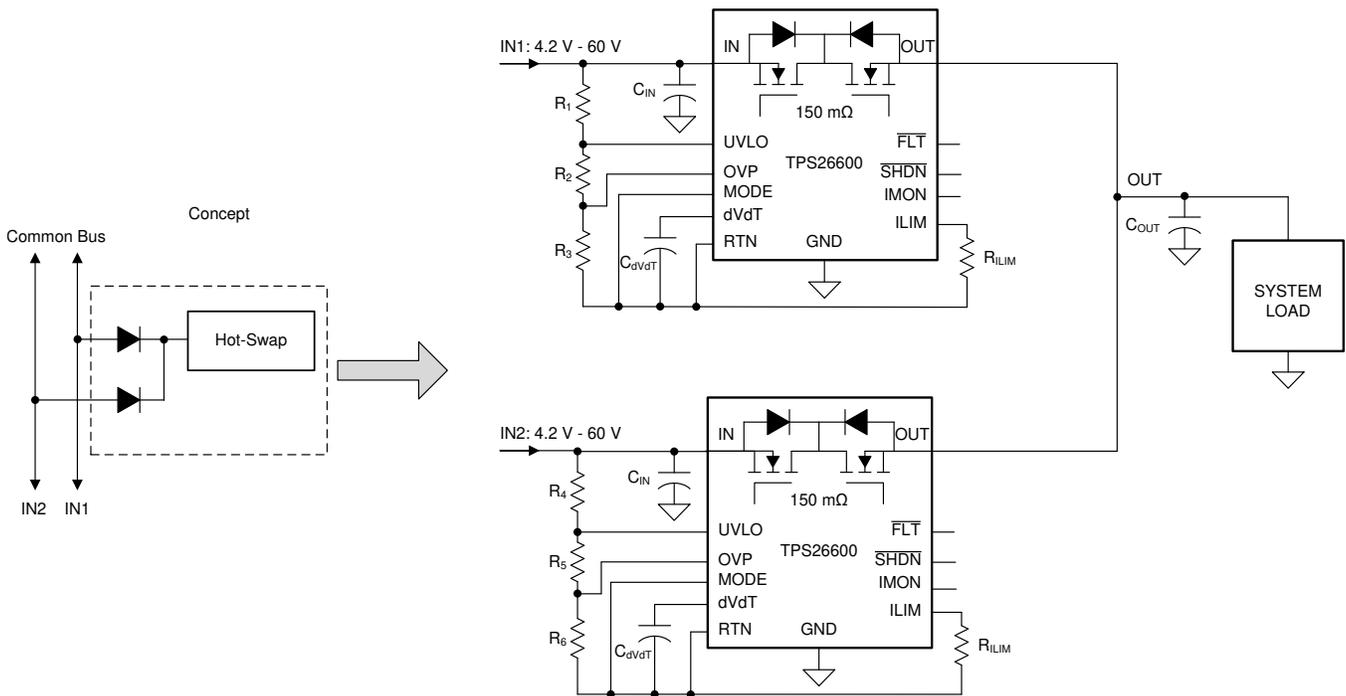 Concept
Common Bus
Hot-Swap
IN2 IN1
IN1: 4.2 V - 60 V
R1
R2
R3
CIN
IN
OUT
150 mΩ
UVLO
OVP
MODE
dVdT
RTN
TPS26600
GND
FLT
SHDN
IMON
ILIM
CdVdT
RILIM
OUT
COUT
SYSTEM
LOAD
IN2: 4.2 V - 60 V
R4
R5
R6
CIN
IN
OUT
150 mΩ
UVLO
OVP
MODE
dVdT
RTN
TPS26600
GND
FLT
SHDN
IMON
ILIM
CdVdT
RILIM